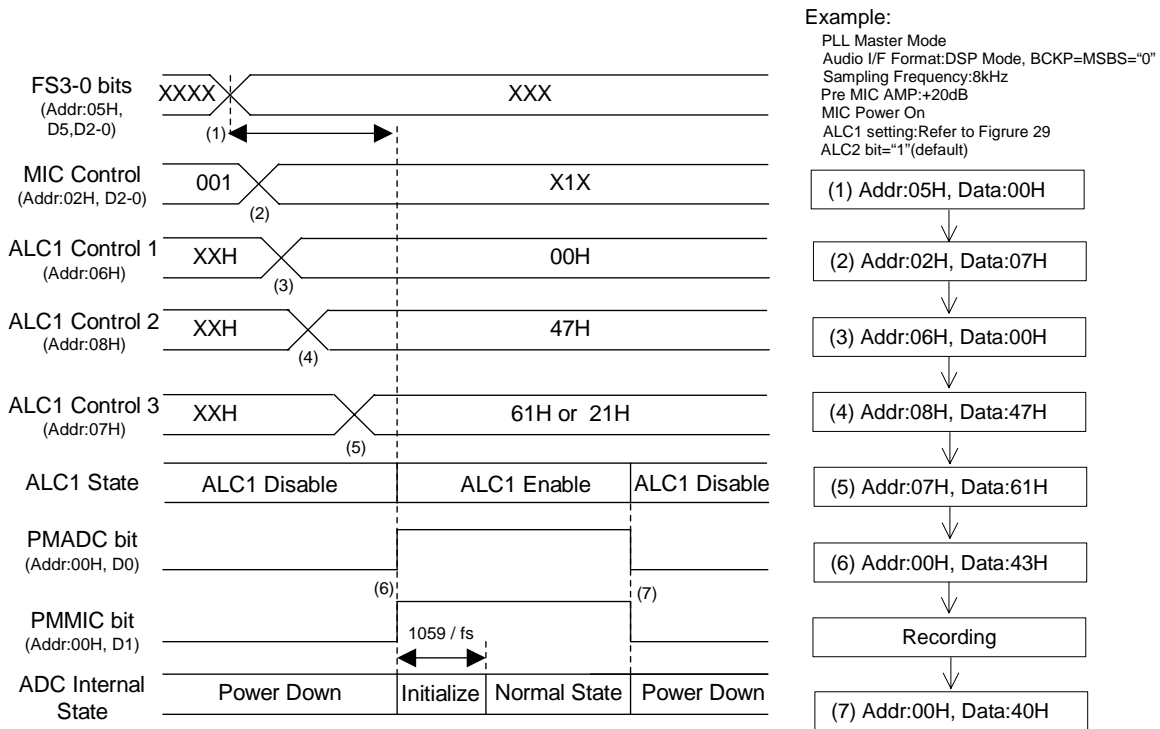 FS3-0 bits
(Addr:05H,
D5,D2-0)
XXXX
XXX
(1)
MIC Control
(Addr:02H, D2-0)
001
X1X
(2)
ALC1 Control 1
(Addr:06H)
XXH
00H
(3)
ALC1 Control 2
(Addr:08H)
XXH
47H
(4)
ALC1 Control 3
(Addr:07H)
XXH
61H or 21H
(5)
ALC1 State
ALC1 Disable
ALC1 Enable
ALC1 Disable
PMADC bit
(Addr:00H, D0)
(6)
(7)
PMMIC bit
(Addr:00H, D1)
1059 / fs
ADC Internal
State
Power Down
Initialize
Normal State
Power Down
Example:
PLL Master Mode
Audio I/F Format:DSP Mode, BCKP=MSBS=“0”
Sampling Frequency:8kHz
Pre MIC AMP:+20dB
MIC Power On
ALC1 setting:Refer to Figrure 29
ALC2 bit=“1”(default)
(1) Addr:05H, Data:00H
(2) Addr:02H, Data:07H
(3) Addr:06H, Data:00H
(4) Addr:08H, Data:47H
(5) Addr:07H, Data:61H
(6) Addr:00H, Data:43H
Recording
(7) Addr:00H, Data:40H